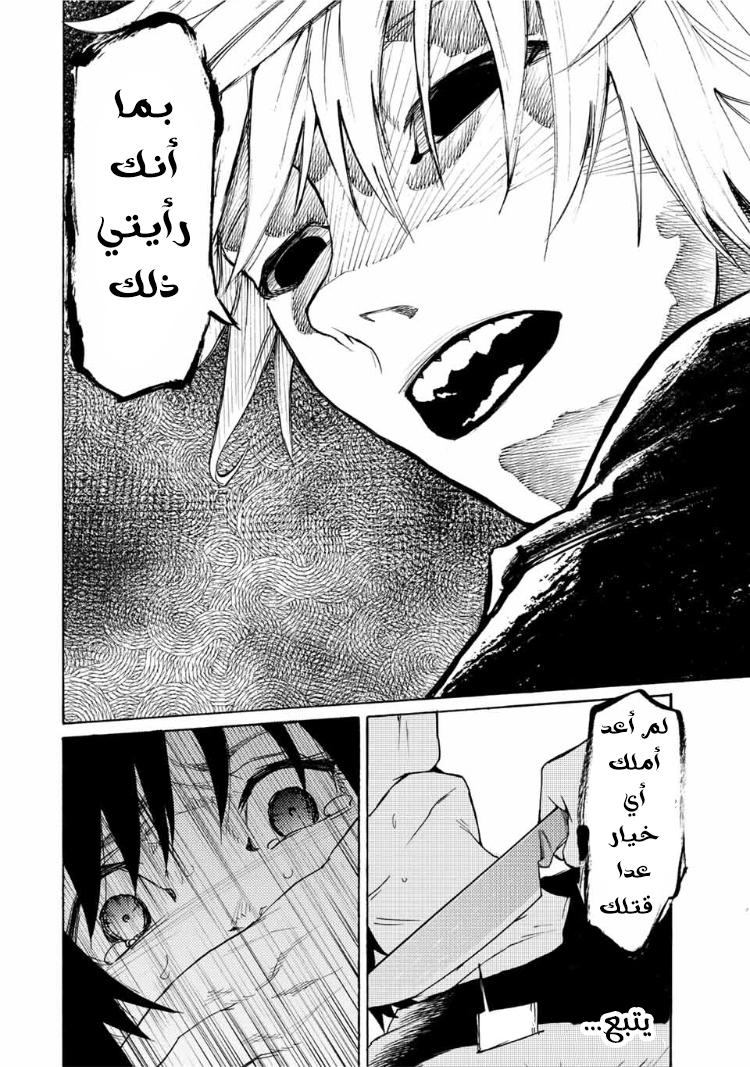 بما
أنك
رأيتي
ذلك
لم أعد
أملك
أي
خيار
عدا
قتلك
يتبع...